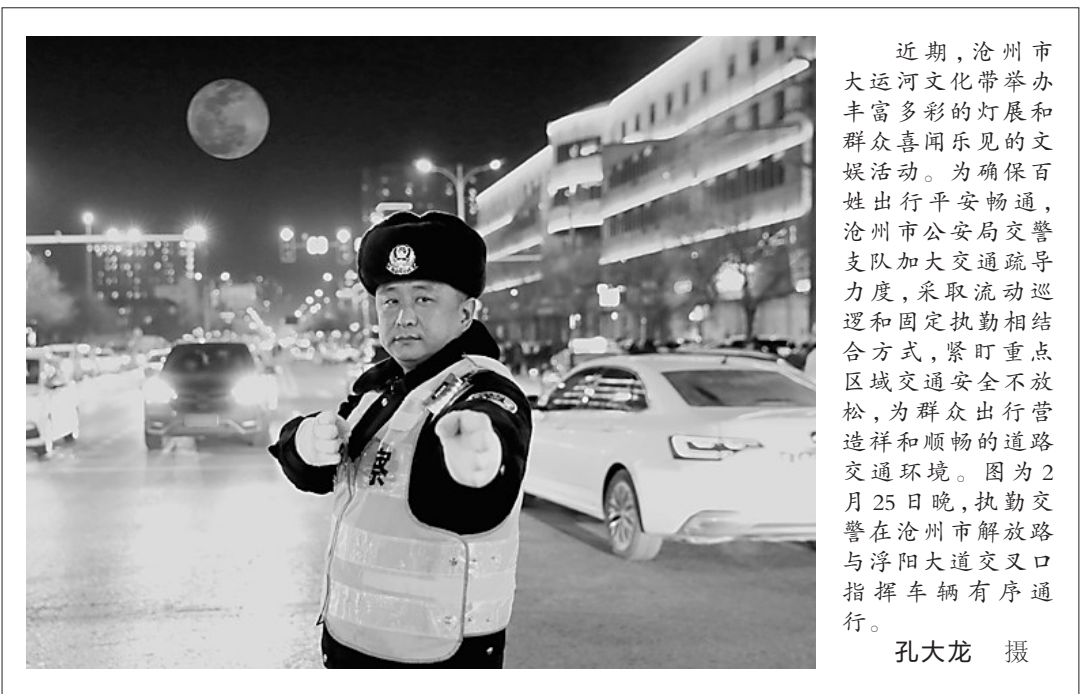 近期，沧州市
大运河文化带举办
丰富多彩的灯展和
群众喜闻乐见的文
娱活动。为确保百
姓出行平安畅通，
沧州市公安局交警
支队加大交通疏导
力度，采取流动巡
逻和固定执勤相结
合方式，紧盯重点
区域交通安全不放
松，为群众出行营
造祥和顺畅的道路
交通环境。图为2
月25日晚，执勤交
警在沧州市解放路
与浮阳大道交叉口
指挥车辆有序通
行。
孔大龙 摄